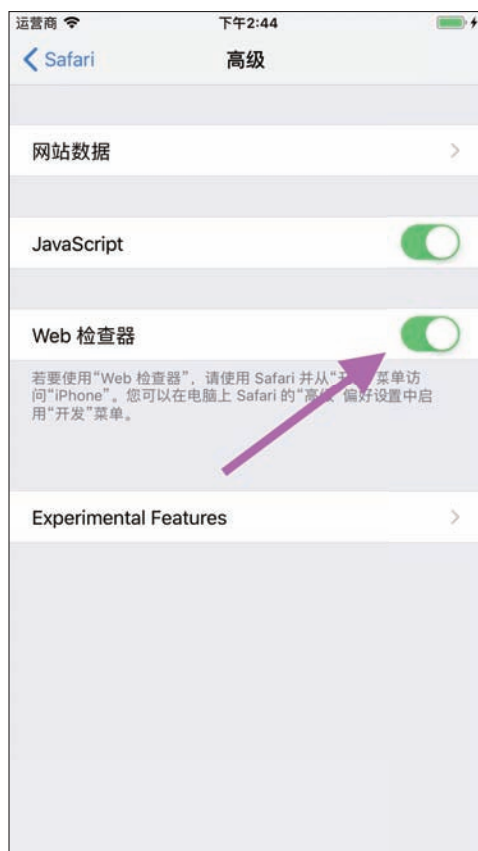 运营商 下午2:44
Safari 高级
网站数据
JavaScript
Web 检查器
若要使用“Web 检查器”，请使用 Safari 并从“开 菜单访
问“iPhone”。您可以在电脑上 Safari 的“高级 偏好设置中启
用“开发”菜单。
Experimental Features